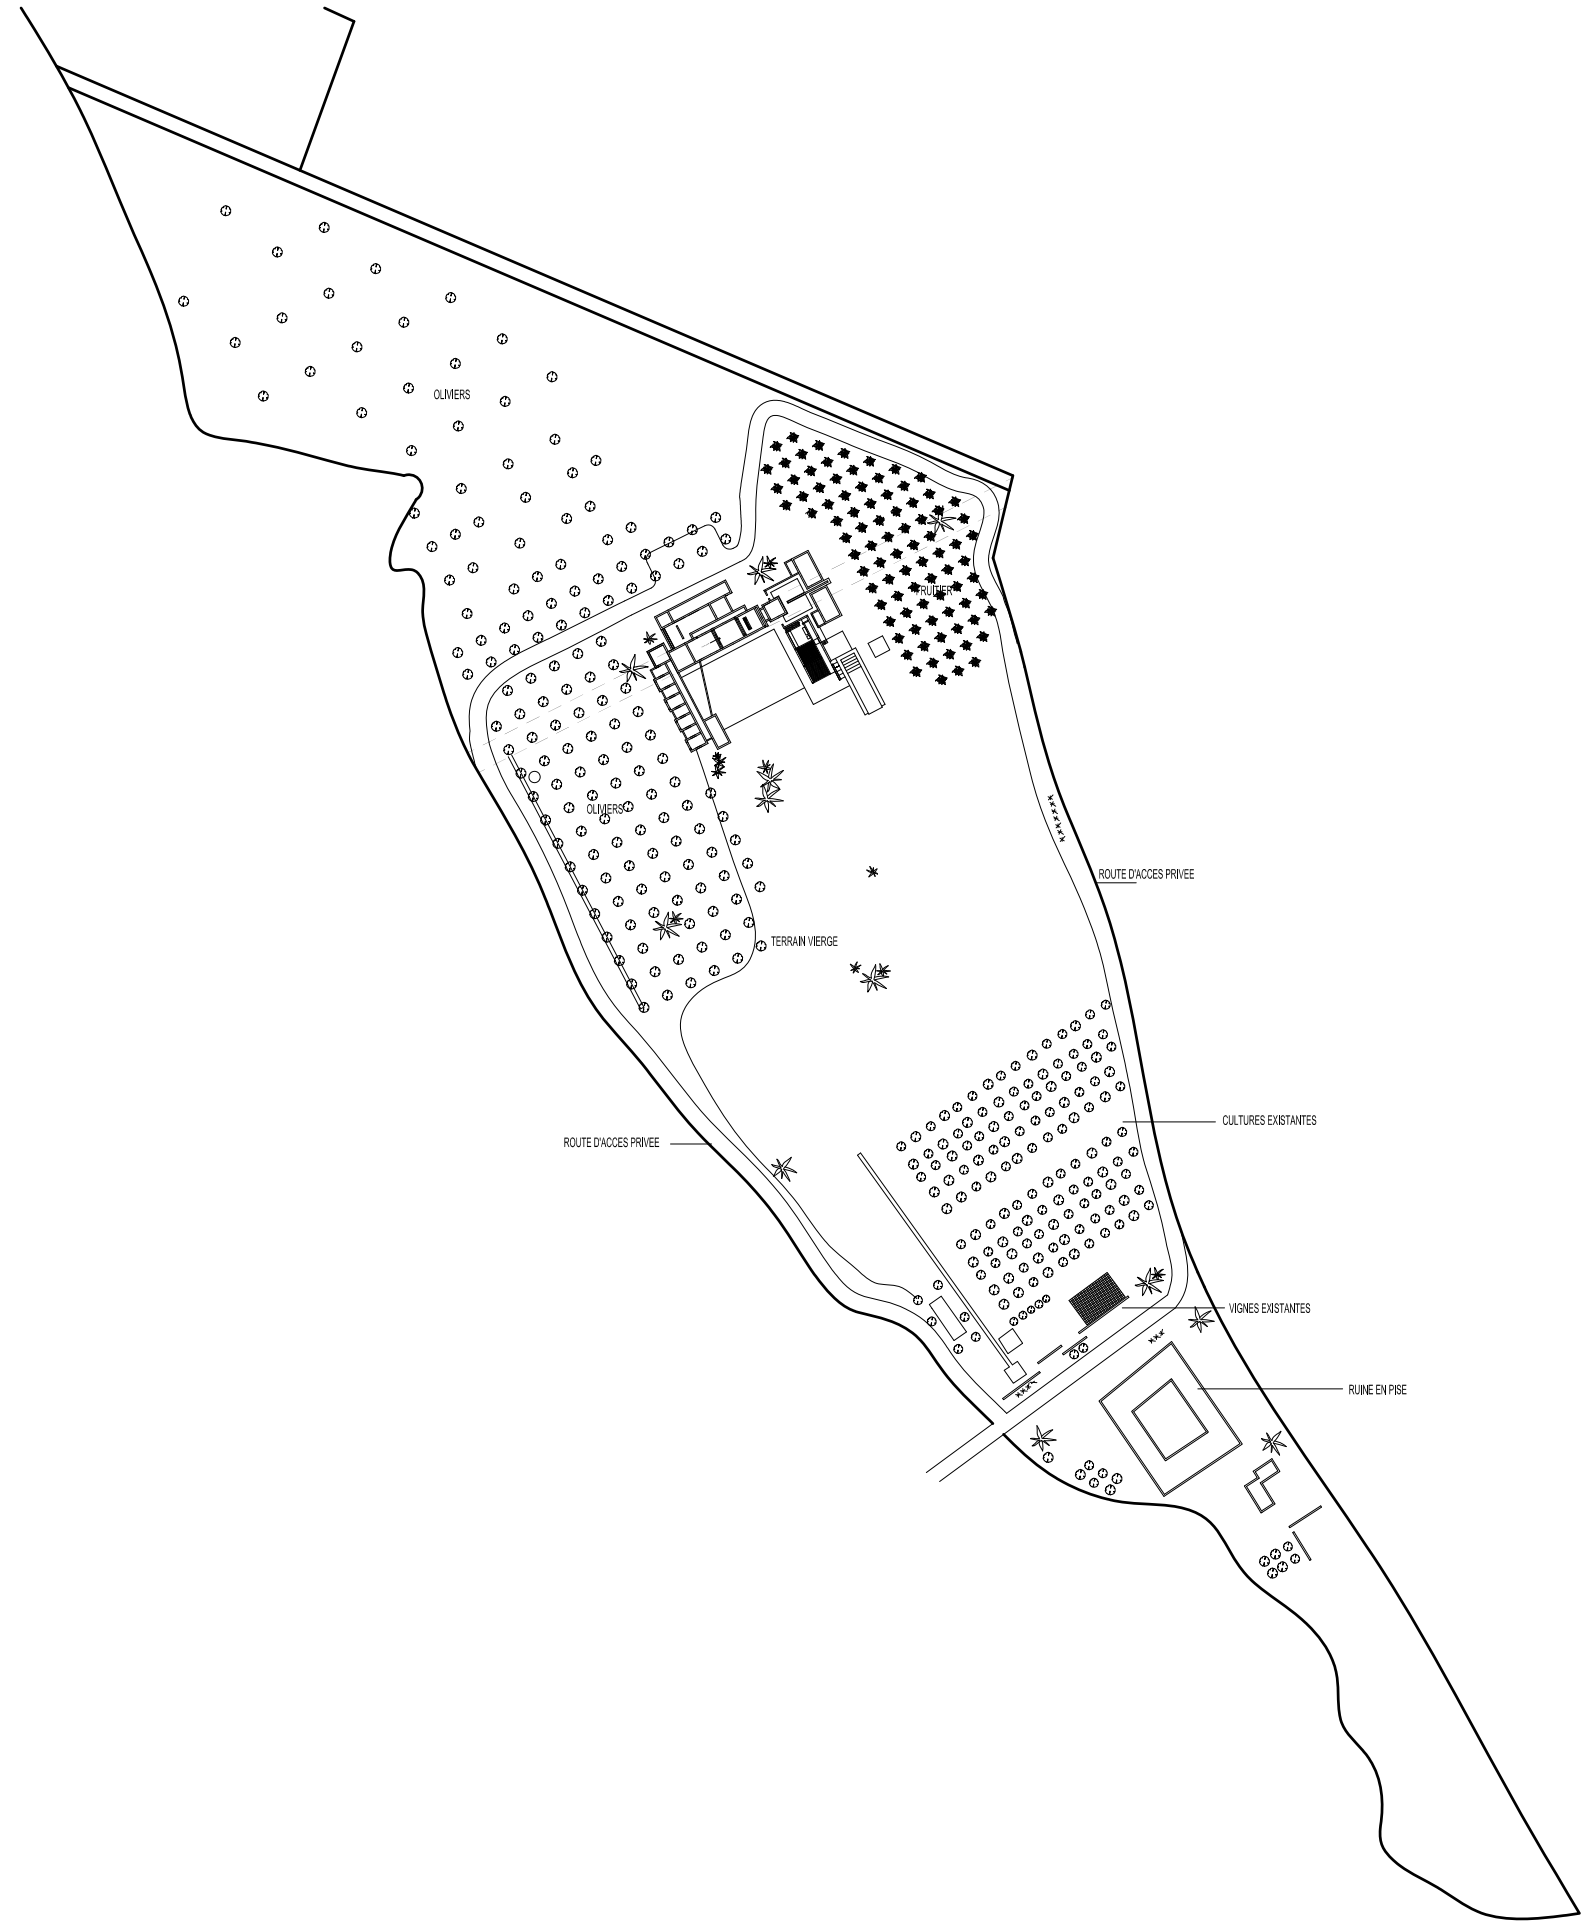 OLIVIERS
FRUITIER
OLIVIERS
ROUTE D'ACCES PRIVEE
TERRAIN VIERGE
CULTURES EXISTANTES
ROUTE D'ACCES PRIVEE
VIGNES EXISTANTES
RUINE EN PISE